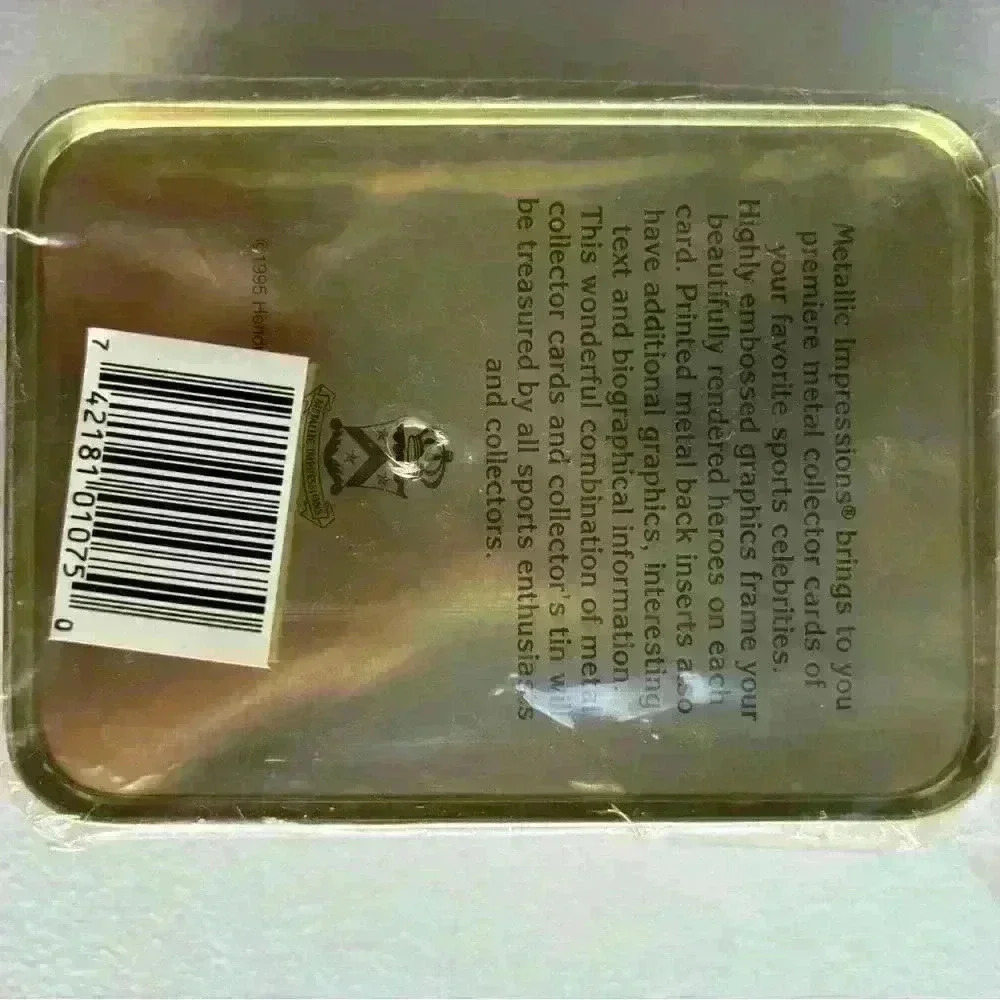 Metallic Impressions® brings to you
premiere metal collector cards of
your favorite sports celebrities.
Highly embossed graphics frame your
beautifully rendered heroes on each
card. Printed metal back inserts also
have additional graphics, interesting
text and biographical information.
This wonderful combination of metal
collector cards and collector's tin will
be treasured by all sports enthusiasts
and collectors.
METALLIC IMPRESSIONS
©1995
7 42181 01075 0